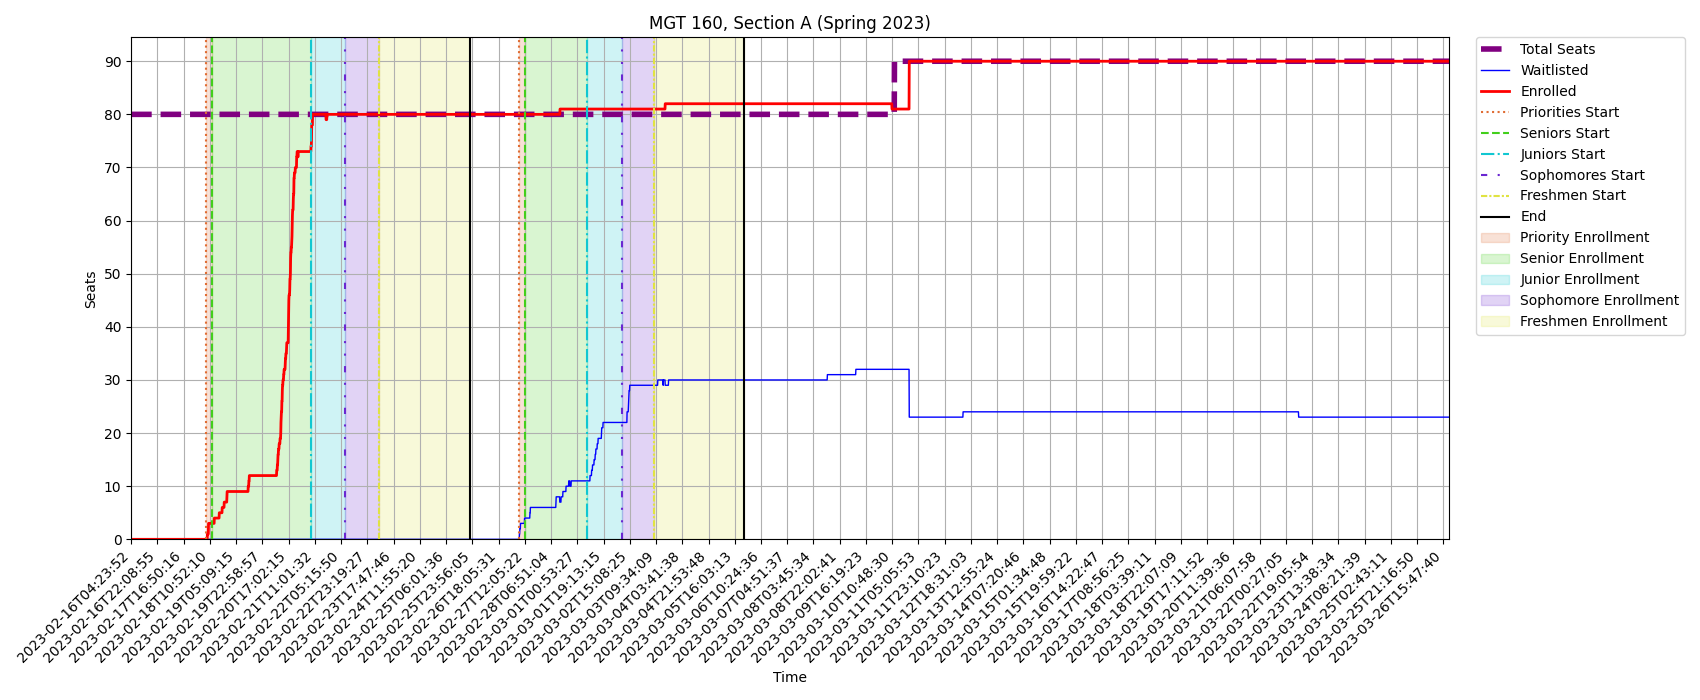 MGT 160, Section A (Spring 2023)
Seats
90
80
70
60
50
40
30
20
10
0
2023-02-16T04:23:52
2023-02-16T22:08:55
2023-02-17T16:50:16
2023-02-18T10:52:10
2023-02-19T05:09:15
2023-02-19T22:58:57
2023-02-20T17:02:15
2023-02-21T11:01:32
2023-02-22T05:15:50
2023-02-22T23:19:27
2023-02-23T17:47:46
2023-02-24T11:55:20
2023-02-25T06:01:36
2023-02-25T23:56:05
2023-02-26T18:05:31
2023-02-27T12:05:22
2023-02-28T06:51:04
2023-03-01T00:53:27
2023-03-01T19:13:15
2023-03-02T15:08:25
2023-03-03T09:34:09
2023-03-04T03:41:38
2023-03-04T21:53:48
2023-03-05T16:03:13
2023-03-06T10:24:36
2023-03-07T04:51:37
2023-03-08T03:45:34
2023-03-08T22:02:41
2023-03-09T16:19:23
2023-03-10T10:48:30
2023-03-11T05:05:53
2023-03-11T23:10:23
2023-03-12T18:31:03
2023-03-13T12:55:24
2023-03-14T07:20:46
2023-03-15T01:34:48
2023-03-15T19:59:22
2023-03-16T14:22:47
2023-03-17T08:56:25
2023-03-18T03:39:11
2023-03-18T22:07:09
2023-03-19T17:11:52
2023-03-20T11:39:36
2023-03-21T06:07:58
2023-03-22T00:27:05
2023-03-22T19:05:54
2023-03-23T13:38:34
2023-03-24T08:21:39
2023-03-25T02:43:11
2023-03-25T21:16:50
2023-03-26T15:47:40
Time
Total Seats
Waitlisted
Enrolled
Priorities Start
Seniors Start
Juniors Start
Sophomores Start
Freshmen Start
End
Priority Enrollment
Senior Enrollment
Junior Enrollment
Sophomore Enrollment
Freshmen Enrollment